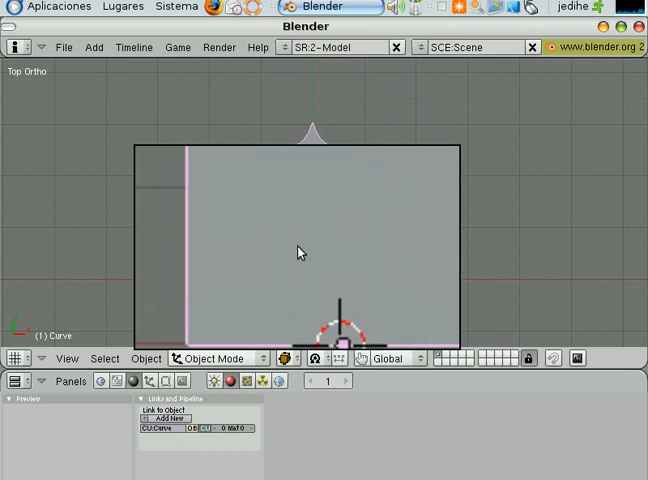 Aplicaciones Lugares Sistema Blender jedihe
Blender
File Add Timeline Game Render Help SR:2-Model SCE:Scene www.blender.org 2
Top Ortho
(1) Curve
View Select Object Object Mode Global
Panels 1
Preview Links and Pipeline
Link to Object
Add New
CU:Curve OB CU 0 Mat 0